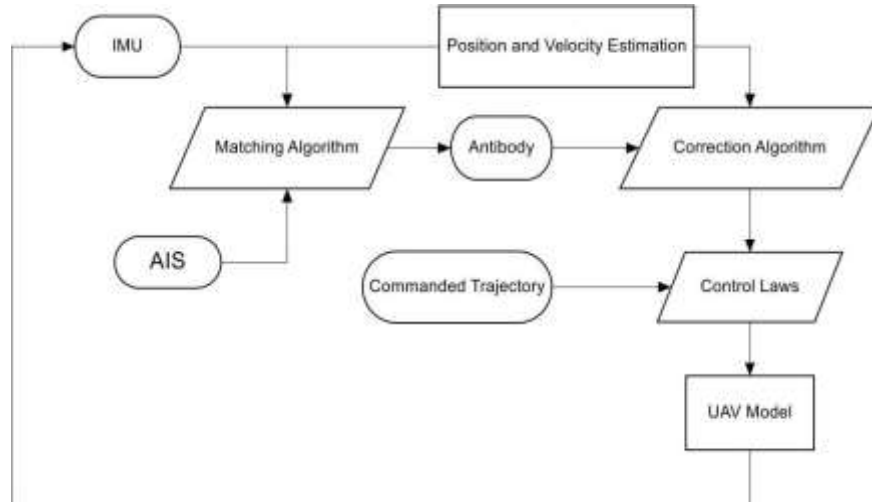 IMU
Position and Velocity Estimation
Matching Algorithm
Antibody
Correction Algorithm
AIS
Commanded Trajectory
Control Laws
UAV Model